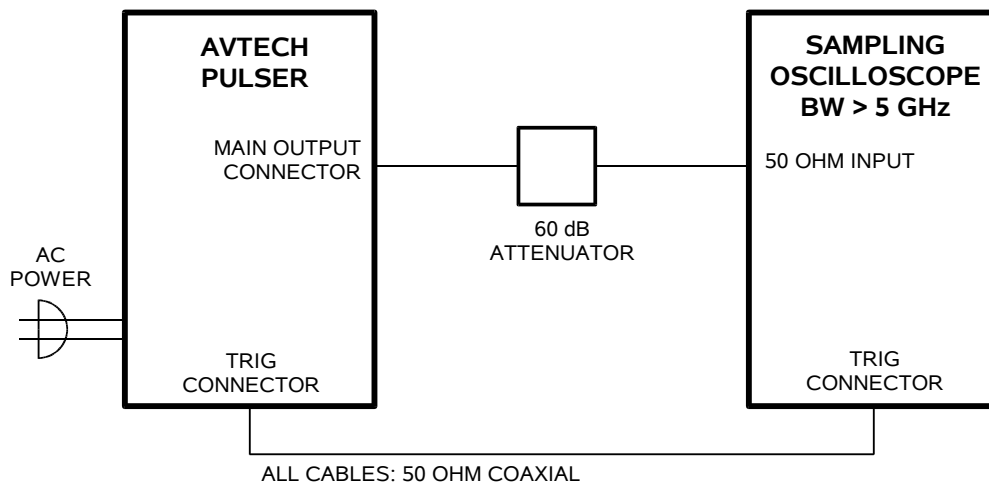 AVTECH
PULSER
MAIN OUTPUT
CONNECTOR
AC
POWER
TRIG
CONNECTOR
60 dB
ATTENUATOR
SAMPLING
OSCILLOSCOPE
BW > 5 GHz
50 OHM INPUT
TRIG
CONNECTOR
ALL CABLES: 50 OHM COAXIAL